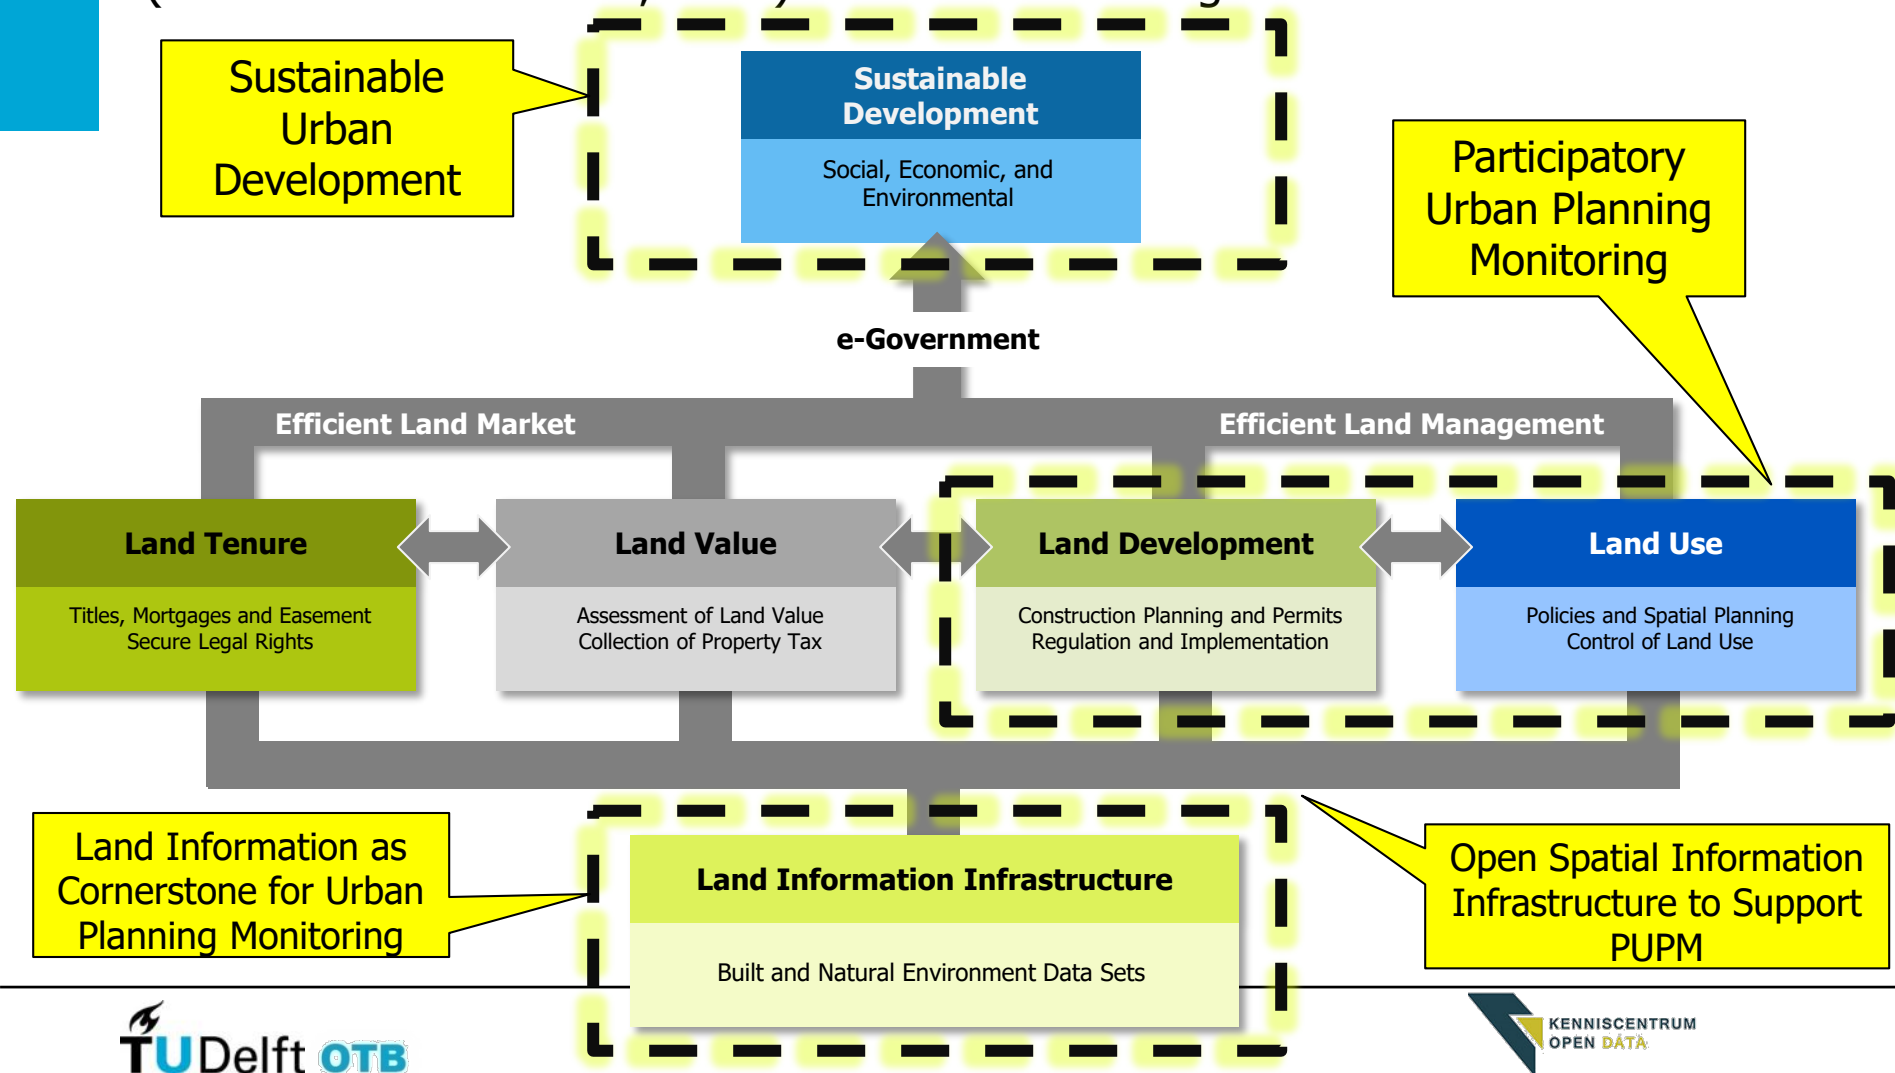 Sustainable
Urban
Development
Sustainable
Development
Social, Economic, and
Environmental
Participatory
Urban Planning
Monitoring
e-Government
Efficient Land Market
Efficient Land Management
Land Tenure
Titles, Mortgages and Easement
Secure Legal Rights
Land Value
Assessment of Land Value
Collection of Property Tax
Land Development
Construction Planning and Permits
Regulation and Implementation
Land Use
Policies and Spatial Planning
Control of Land Use
Land Information as
Cornerstone for Urban
Planning Monitoring
Land Information Infrastructure
Built and Natural Environment Data Sets
Open Spatial Information
Infrastructure to Support
PUPM
TUDelft OTB
KENNISCENTRUM
OPEN DATA